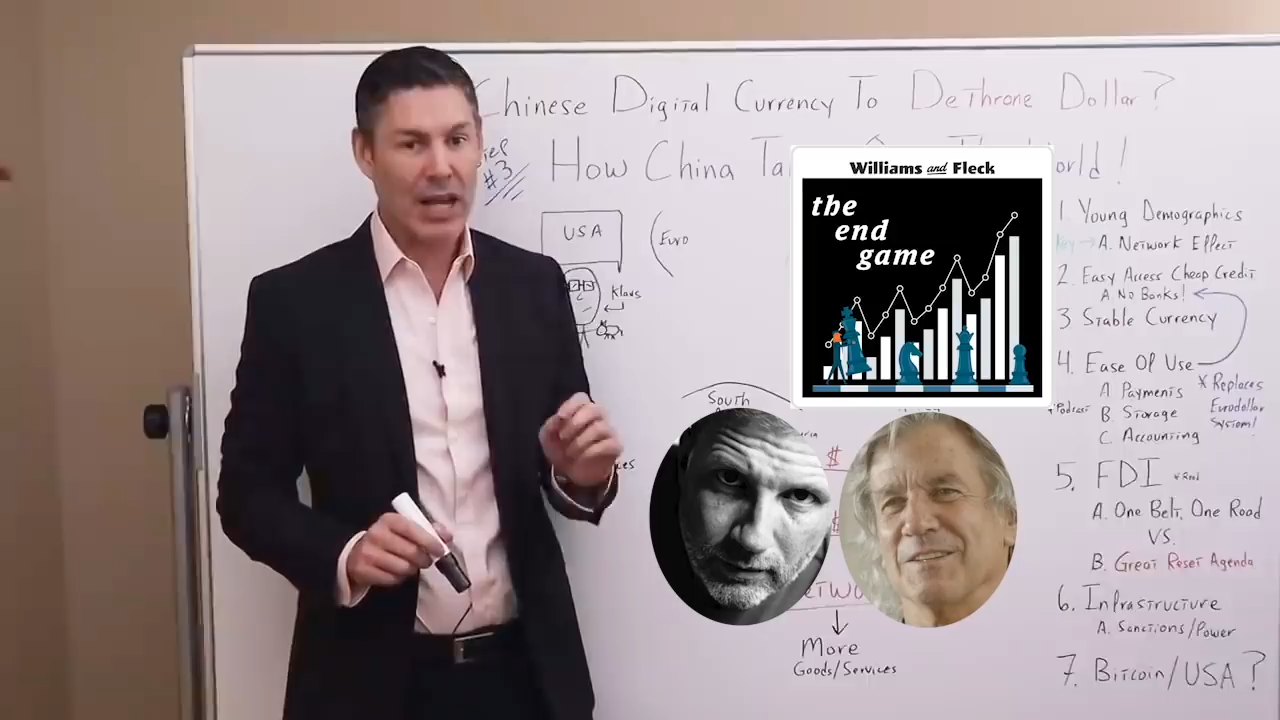 Chinese Digital Currency To Dethrone Dollar?
#3
How China Ta
orld!
USA
Euro
Klaus
South
$
More
Goods/Services
Williams and Fleck
the
end
game
1. Young Demographics
Key → A. Network Effect
2. Easy Access Cheap Credit
A No Banks!
3 Stable Currency
4. Ease Of Use
A Payments
B Storage
C. Accounting
* Replaces
Eurodollar
System!
*Podcast
5. FDI
A. One Belt, One Road
VS.
B. Great Reset Agenda
6. Infrastructure
A. Sanctions/Power
7. Bitcoin/USA?